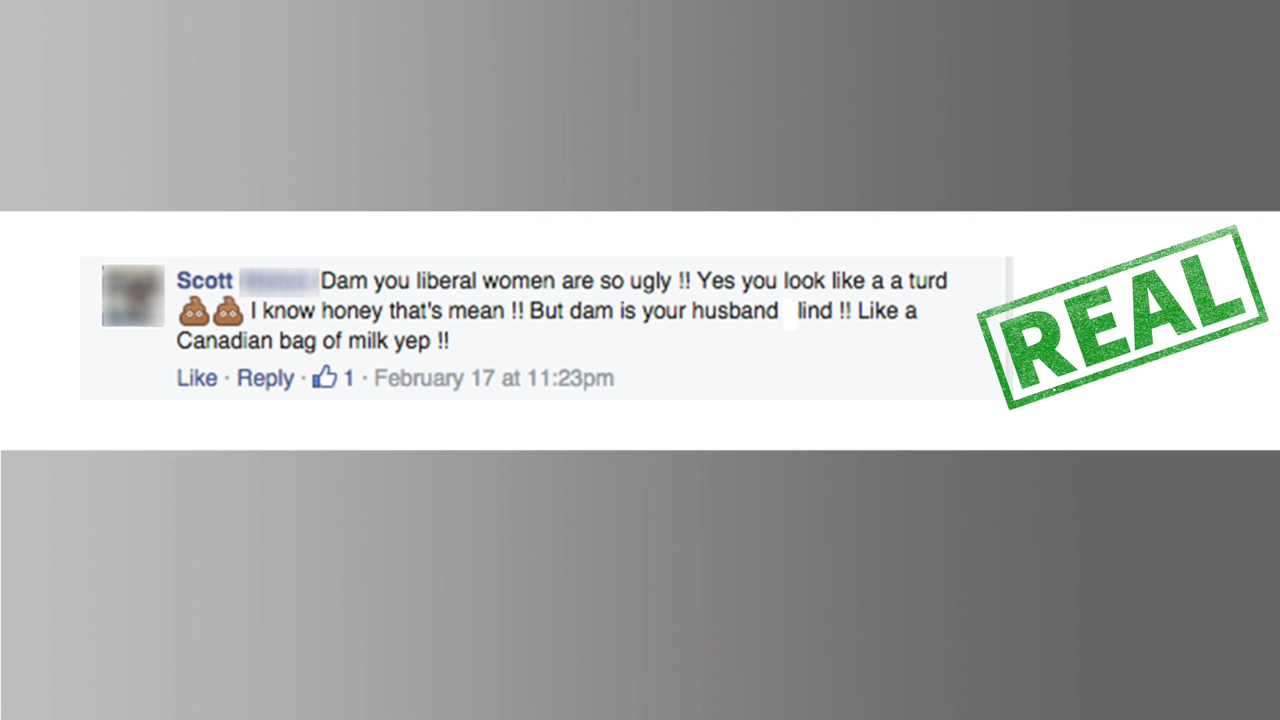 Scott Dam you liberal women are so ugly !! Yes you look like a a turd
💩💩 I know honey that's mean !! But dam is your husband lind !! Like a
Canadian bag of milk yep !!
Like · Reply · 1 · February 17 at 11:23pm
REAL